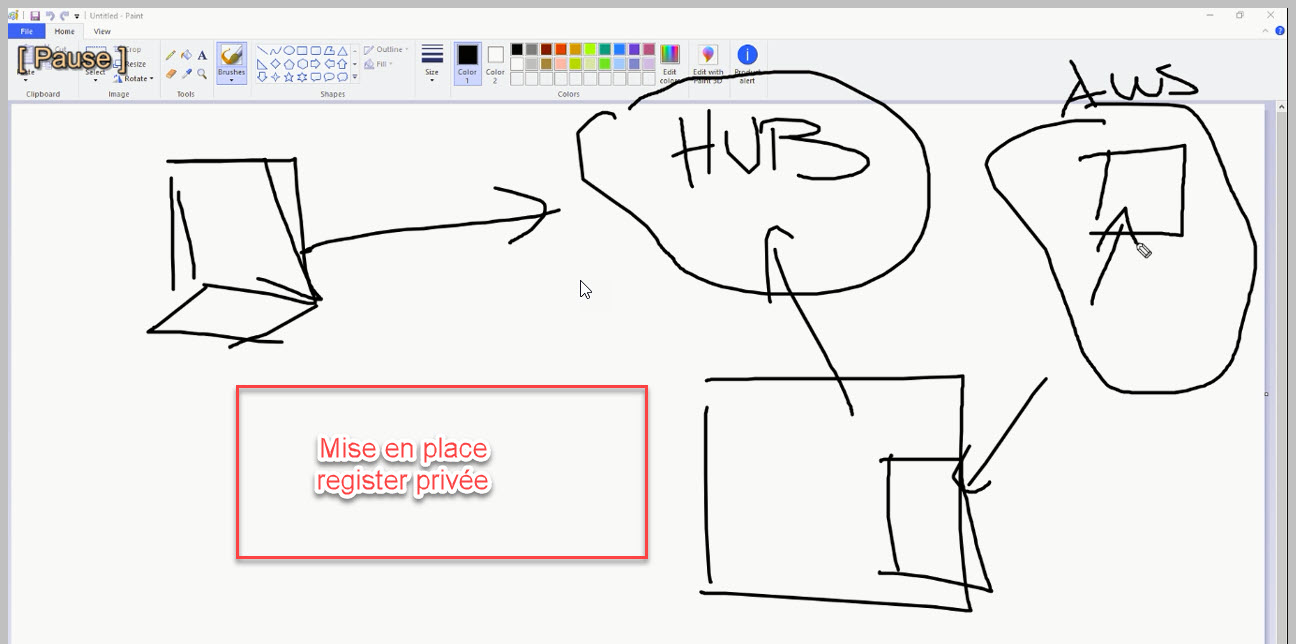 Untitled - Paint
File Home View
[ Pause ]
Cut
Crop
Resize
Select
Rotate
Brushes
Outline
Fill
Size
Color
1
Color
2
Edit
colors
Edit with
Paint 3D
Product
alert
Clipboard
Image
Tools
Shapes
Colors
AWS
HUB
Mise en place
register privée